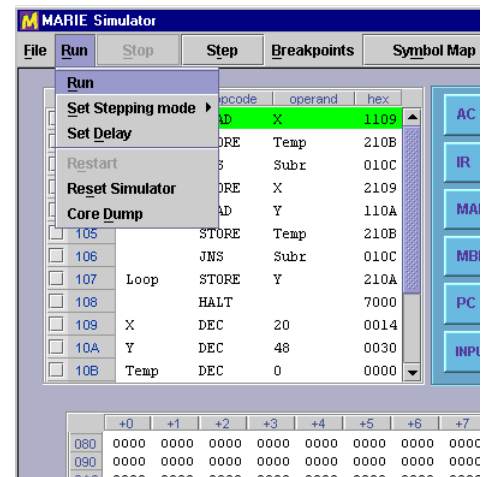 MARIE Simulator
File Run Stop Step Breakpoints Symbol Map
Run
Set Stepping mode
Set Delay
Restart
Reset Simulator
Core Dump
opcode operand hex
X 1109
Temp 210B
Subr 010C
X 2109
Y 110A
105 STORE Temp 210B
106 JNS Subr 010C
107 Loop STORE Y 210A
108 HALT 7000
109 X DEC 20 0014
10A Y DEC 48 0030
10B Temp DEC 0 0000
AC
IR
PC
+0 +1 +2 +3 +4 +5 +6 +7
080 0000 0000 0000 0000 0000 0000 0000 0000
090 0000 0000 0000 0000 0000 0000 0000 0000